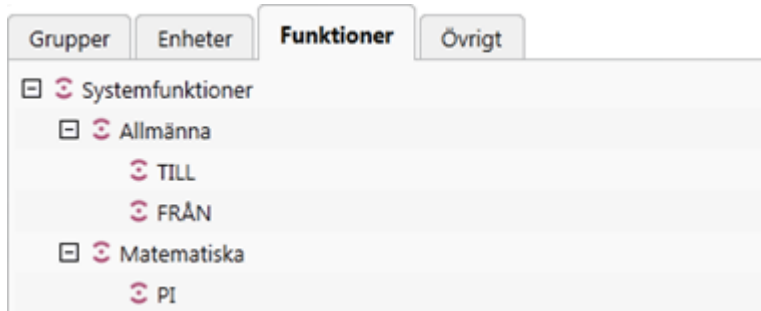 Grupper Enheter Funktioner Övrigt
Systemfunktioner
Allmänna
TILL
FRÅN
Matematiska
PI